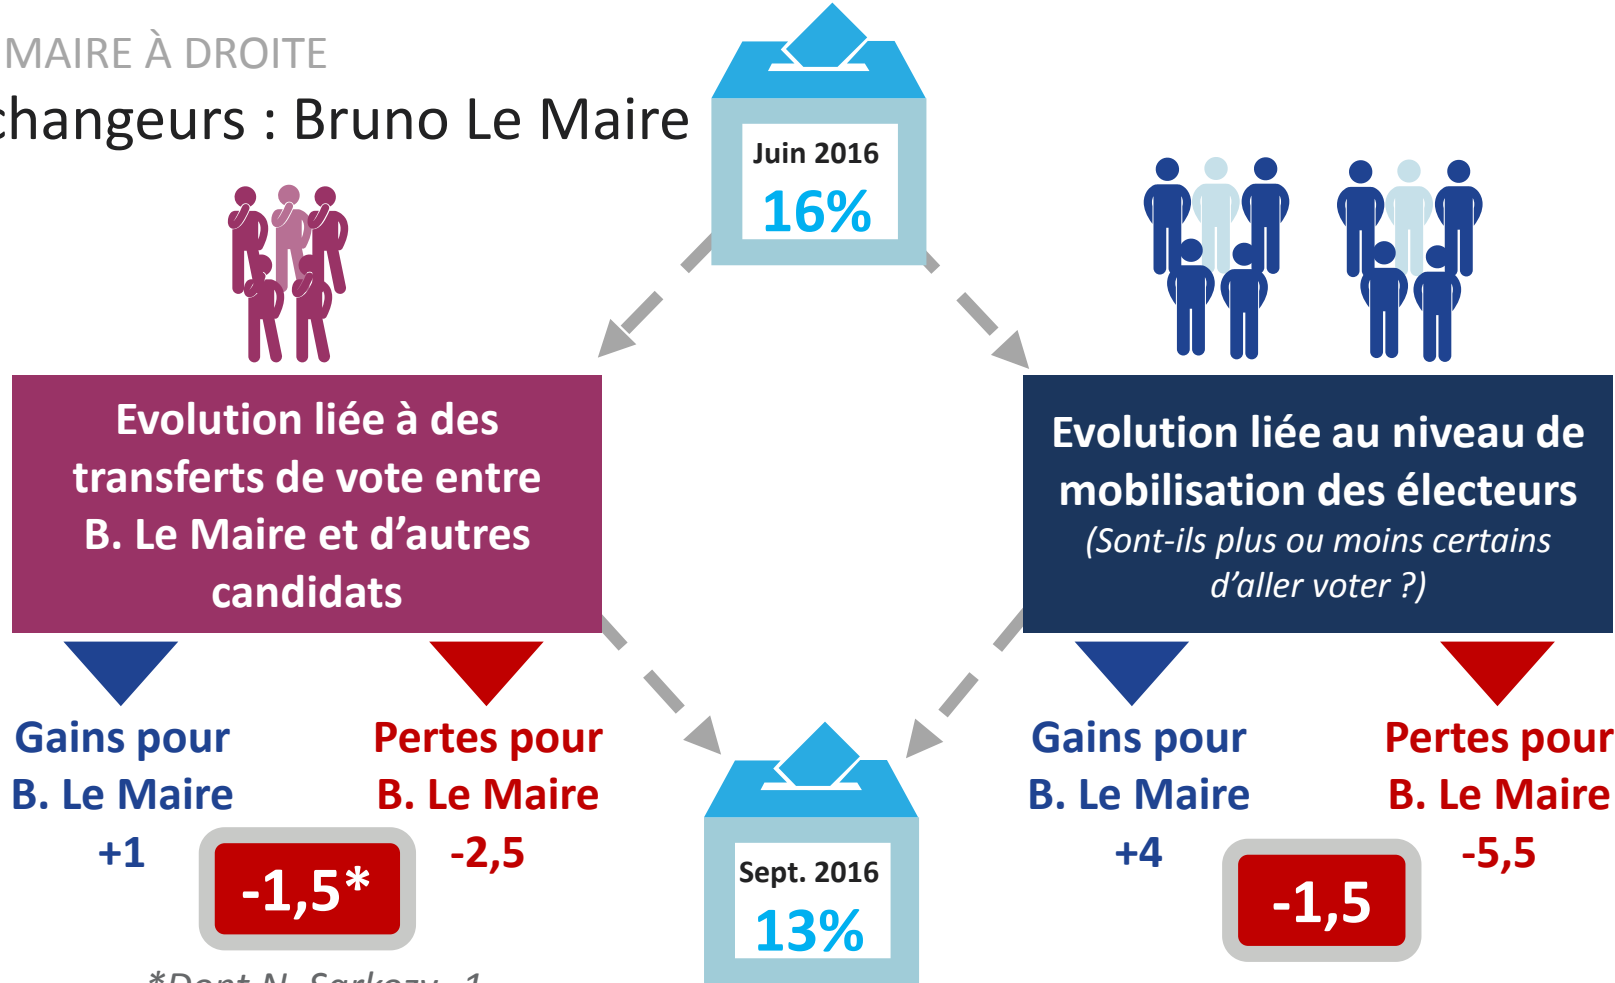 MAIRE À DROITE
changeurs : Bruno Le Maire
Juin 2016
16%
Evolution liée à des
transferts de vote entre
B. Le Maire et d’autres
candidats
Evolution liée au niveau de
mobilisation des électeurs
(Sont-ils plus ou moins certains
d’aller voter ?)
Gains pour
B. Le Maire
+1
Pertes pour
B. Le Maire
-2,5
-1,5*
*Dont N. Sarkozy -1
Sept. 2016
13%
Gains pour
B. Le Maire
+4
Pertes pour
B. Le Maire
-5,5
-1,5